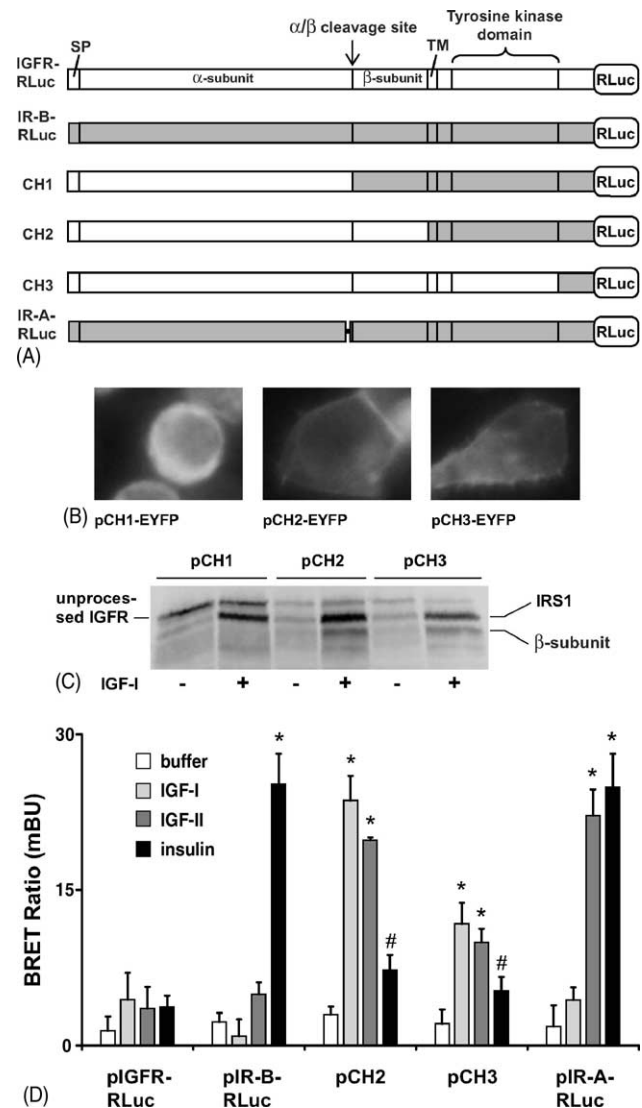 α/β cleavage site
Tyrosine kinase
domain
SP
TM
IGFR-
RLuc
α-subunit
β-subunit
RLuc
IR-B-
RLuc
RLuc
CH1
RLuc
CH2
RLuc
CH3
RLuc
IR-A-
RLuc
RLuc
(A)
(B)
pCH1-EYFP
pCH2-EYFP
pCH3-EYFP
pCH1
pCH2
pCH3
unproces-
sed IGFR
IRS1
β-subunit
(C)
IGF-I
- + - + - +
30
15
0
BRET Ratio (mBU)
buffer
IGF-I
IGF-II
insulin
*
* *
#
* *
#
* *
pIGFR-
RLuc
pIR-B-
RLuc
pCH2
pCH3
pIR-A-
RLuc
(D)